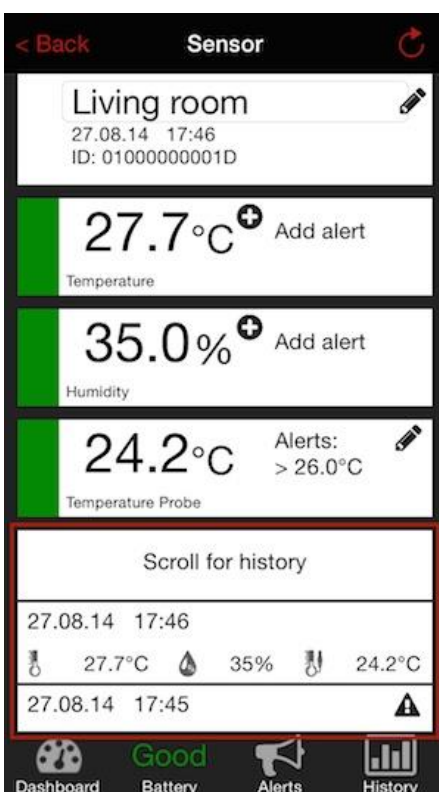 < Back Sensor
Living room
27.08.14 17:46
ID: 01000000001D
27.7°C Add alert
Temperature
35.0% Add alert
Humidity
24.2°C Alerts:
> 26.0°C
Temperature Probe
Scroll for history
27.08.14 17:46
27.7°C 35% 24.2°C
27.08.14 17:45
Good
Dashboard Battery Alerts History